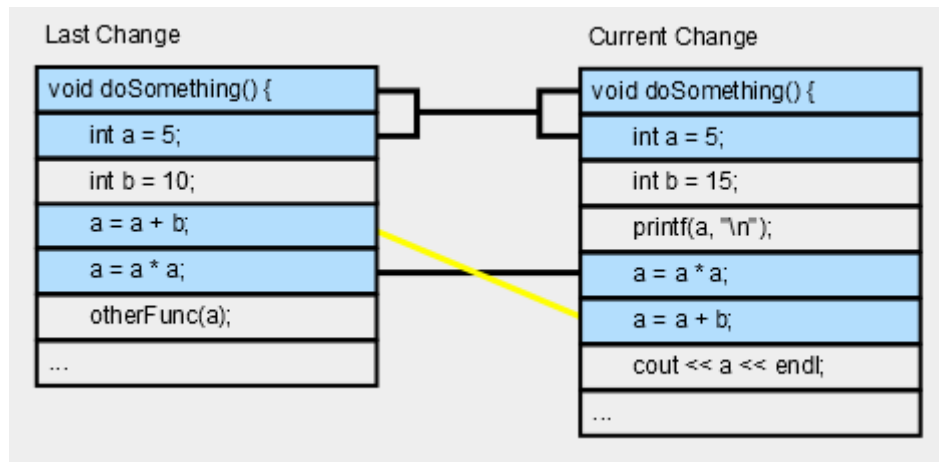 Last Change
void doSomething() {
int a = 5;
int b = 10;
a = a + b;
a = a * a;
otherFunc(a);
...
Current Change
void doSomething() {
int a = 5;
int b = 15;
printf(a, "\n");
a = a * a;
a = a + b;
cout << a << endl;
...